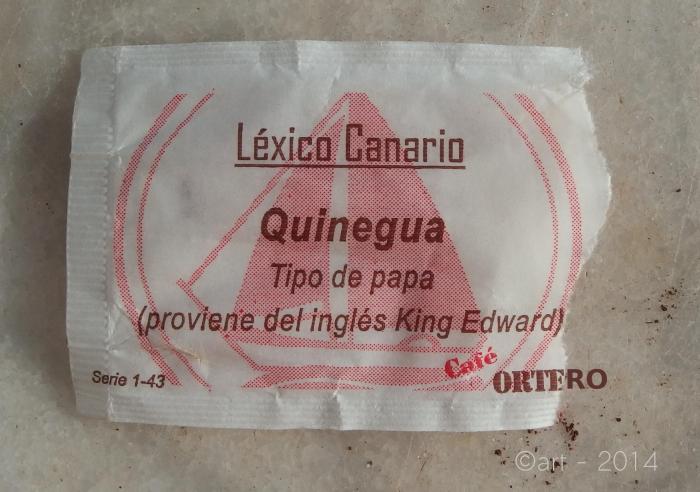 Léxico Canario
Quinegua
Tipo de papa
(proviene del inglés King Edward)
Serie 1-43
Café
ORTERO
©art - 2014